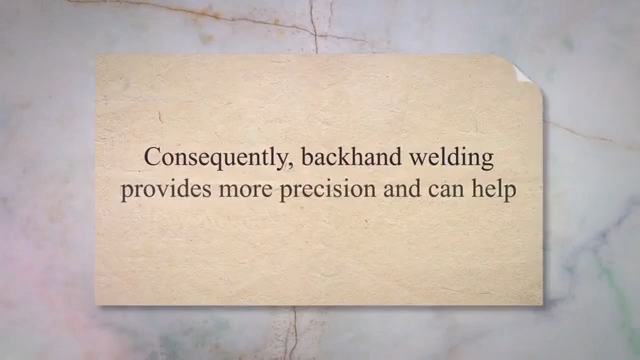 Consequently, backhand welding
provides more precision and can help